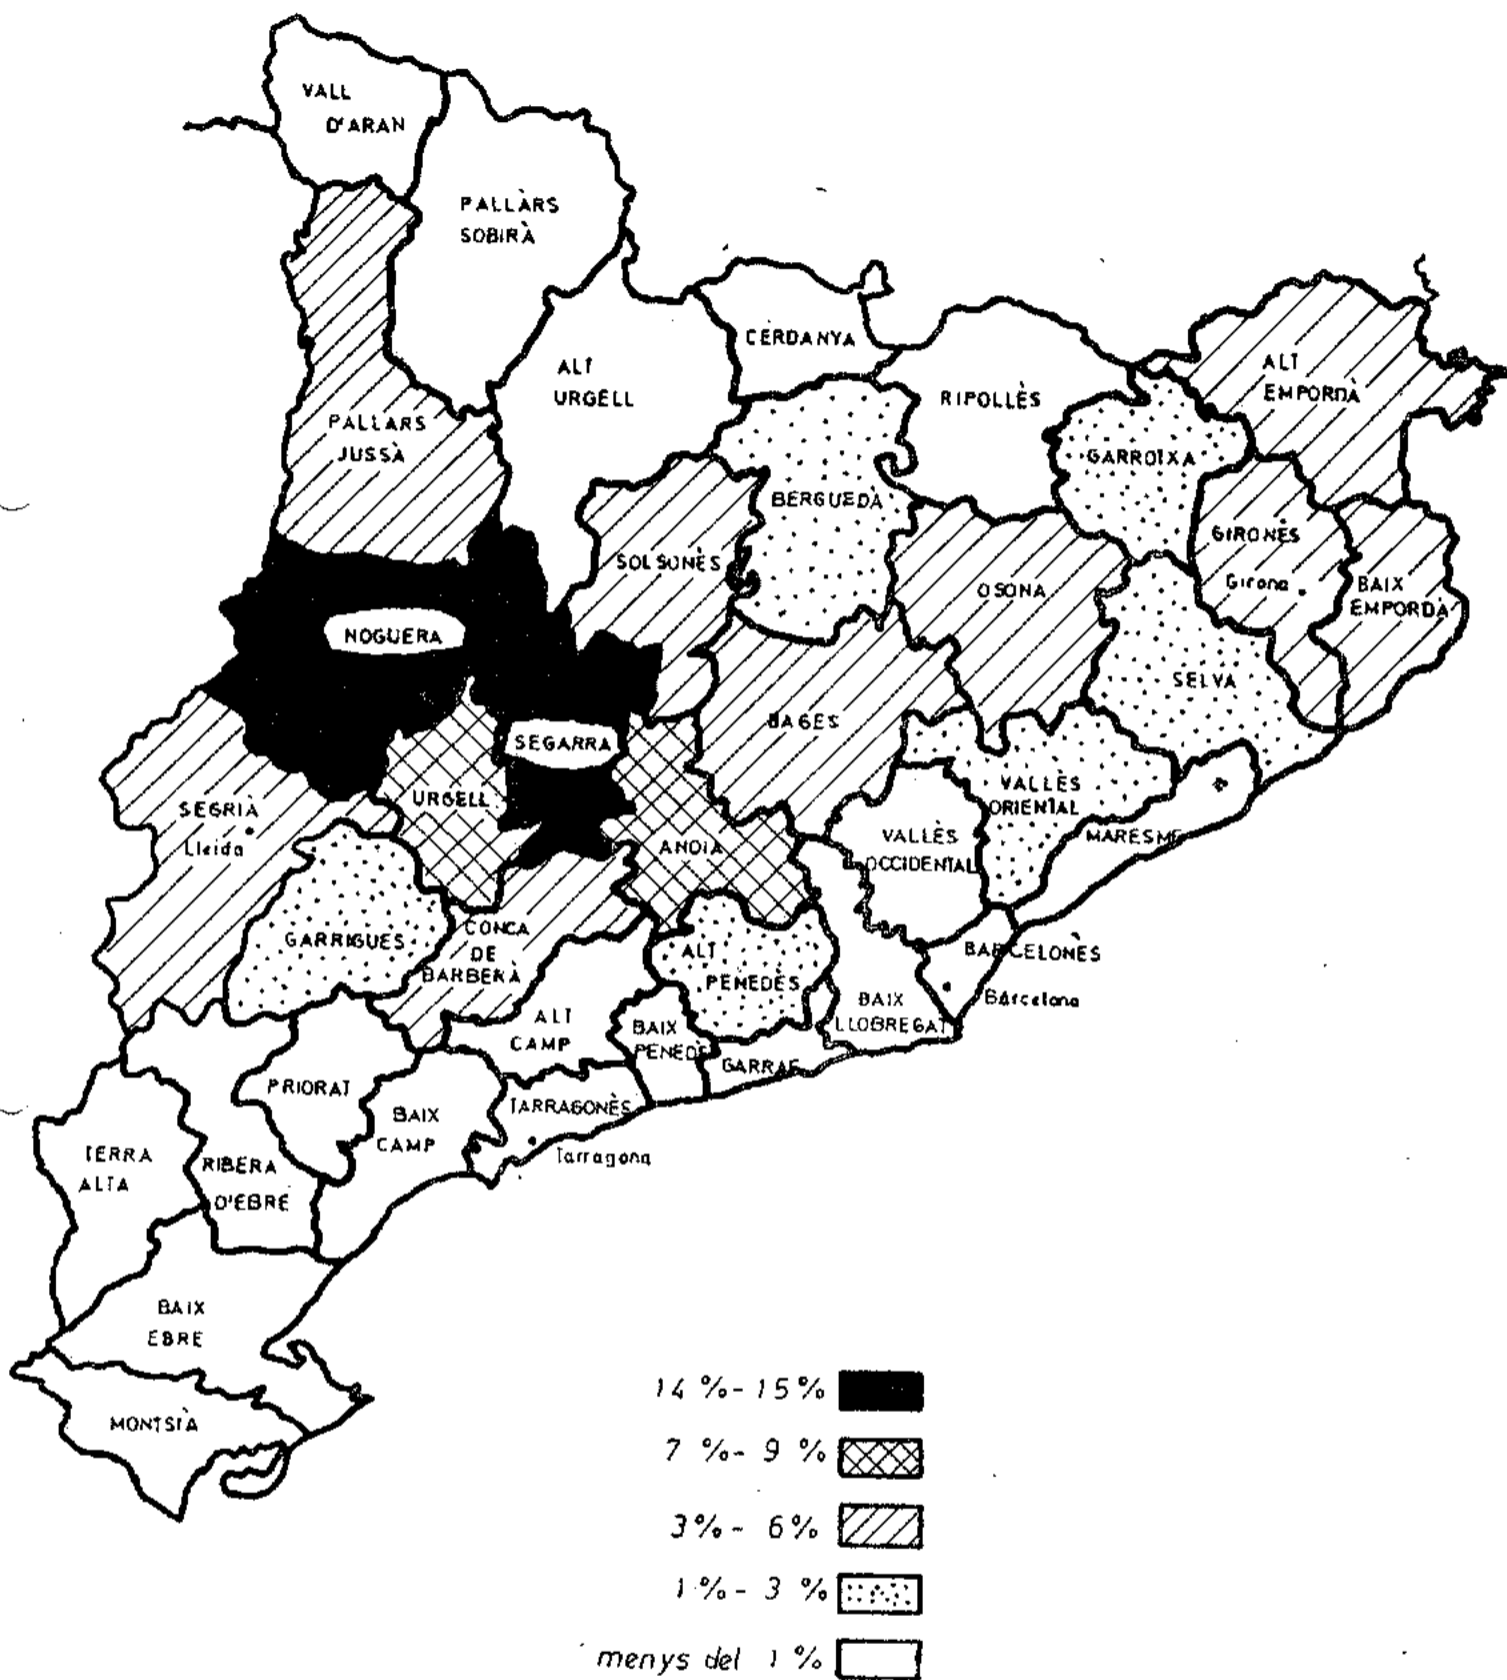 VALL
D'ARAN
PALLÀRS
SOBIRÀ
CERDANYA
ALT
URGELL
RIPOLLÈS
ALT
EMPORDÀ
PALLARS
JUSSÀ
GARROTXA
BERGUEDÀ
GIRONÈS
Girona
SOLSONÈS
OSONA
BAIX
EMPORDÀ
NOGUERA
SELVA
BAGES
SEGARRA
URGELL
VALLÈS
ORIENTAL
SEGRIÀ
Lleida
ANOIA
VALLÈS
OCCIDENTAL
MARESME
GARRIGUES
CONCA
DE
BARBERÀ
ALT
PENEDÈS
BARCELONÈS
Barcelona
BAIX
LLOBREGAT
ALT
CAMP
BAIX
PENEDÈ
GARRAF
PRIORAT
BAIX
CAMP
TARRAGONÈS
Tarragona
TERRA
ALTA
RIBERA
D'EBRE
BAIX
EBRE
MONTSIÀ
14 %- 15 %
7 %- 9 %
3 %- 6 %
1 %- 3 %
menys del 1 %